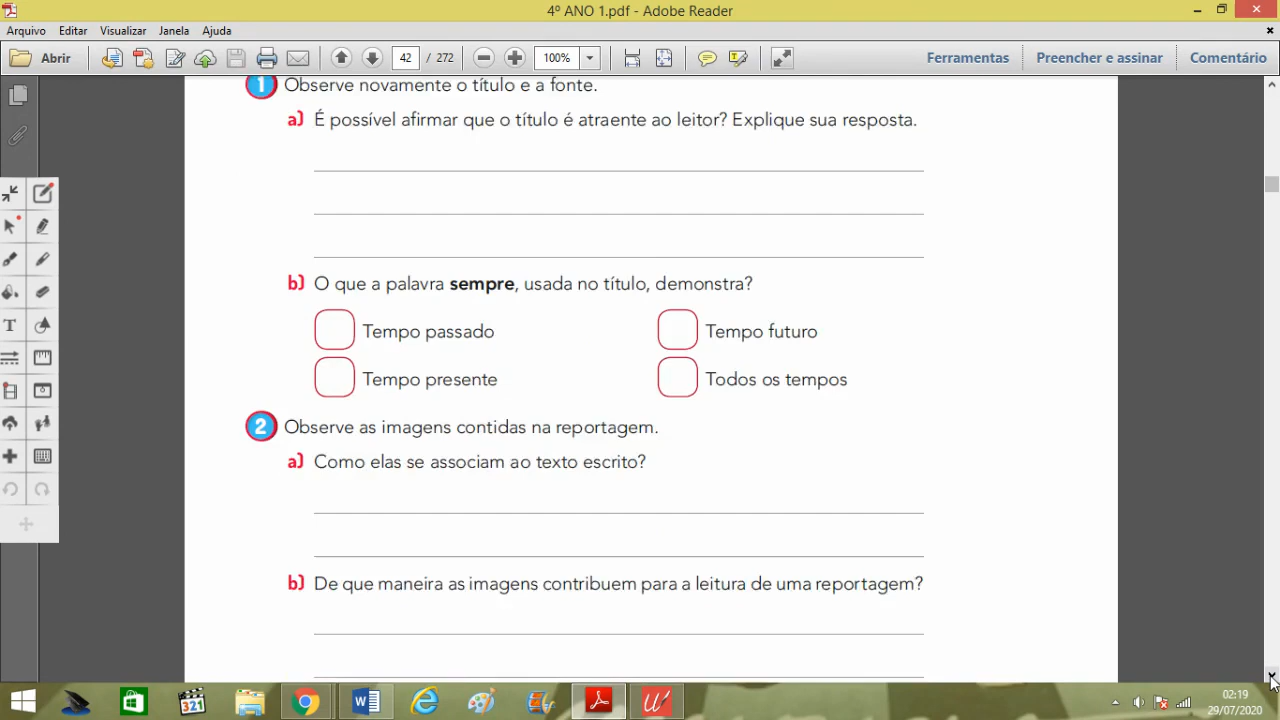 4º ANO 1.pdf - Adobe Reader
Arquivo Editar Visualizar Janela Ajuda
Abrir 42 / 272 100% Ferramentas Preencher e assinar Comentário
1 Observe novamente o título e a fonte.
a) É possível afirmar que o título é atraente ao leitor? Explique sua resposta.
b) O que a palavra sempre, usada no título, demonstra?
Tempo passado Tempo futuro
Tempo presente Todos os tempos
2 Observe as imagens contidas na reportagem.
a) Como elas se associam ao texto escrito?
b) De que maneira as imagens contribuem para a leitura de uma reportagem?
321
02:19
29/07/2020